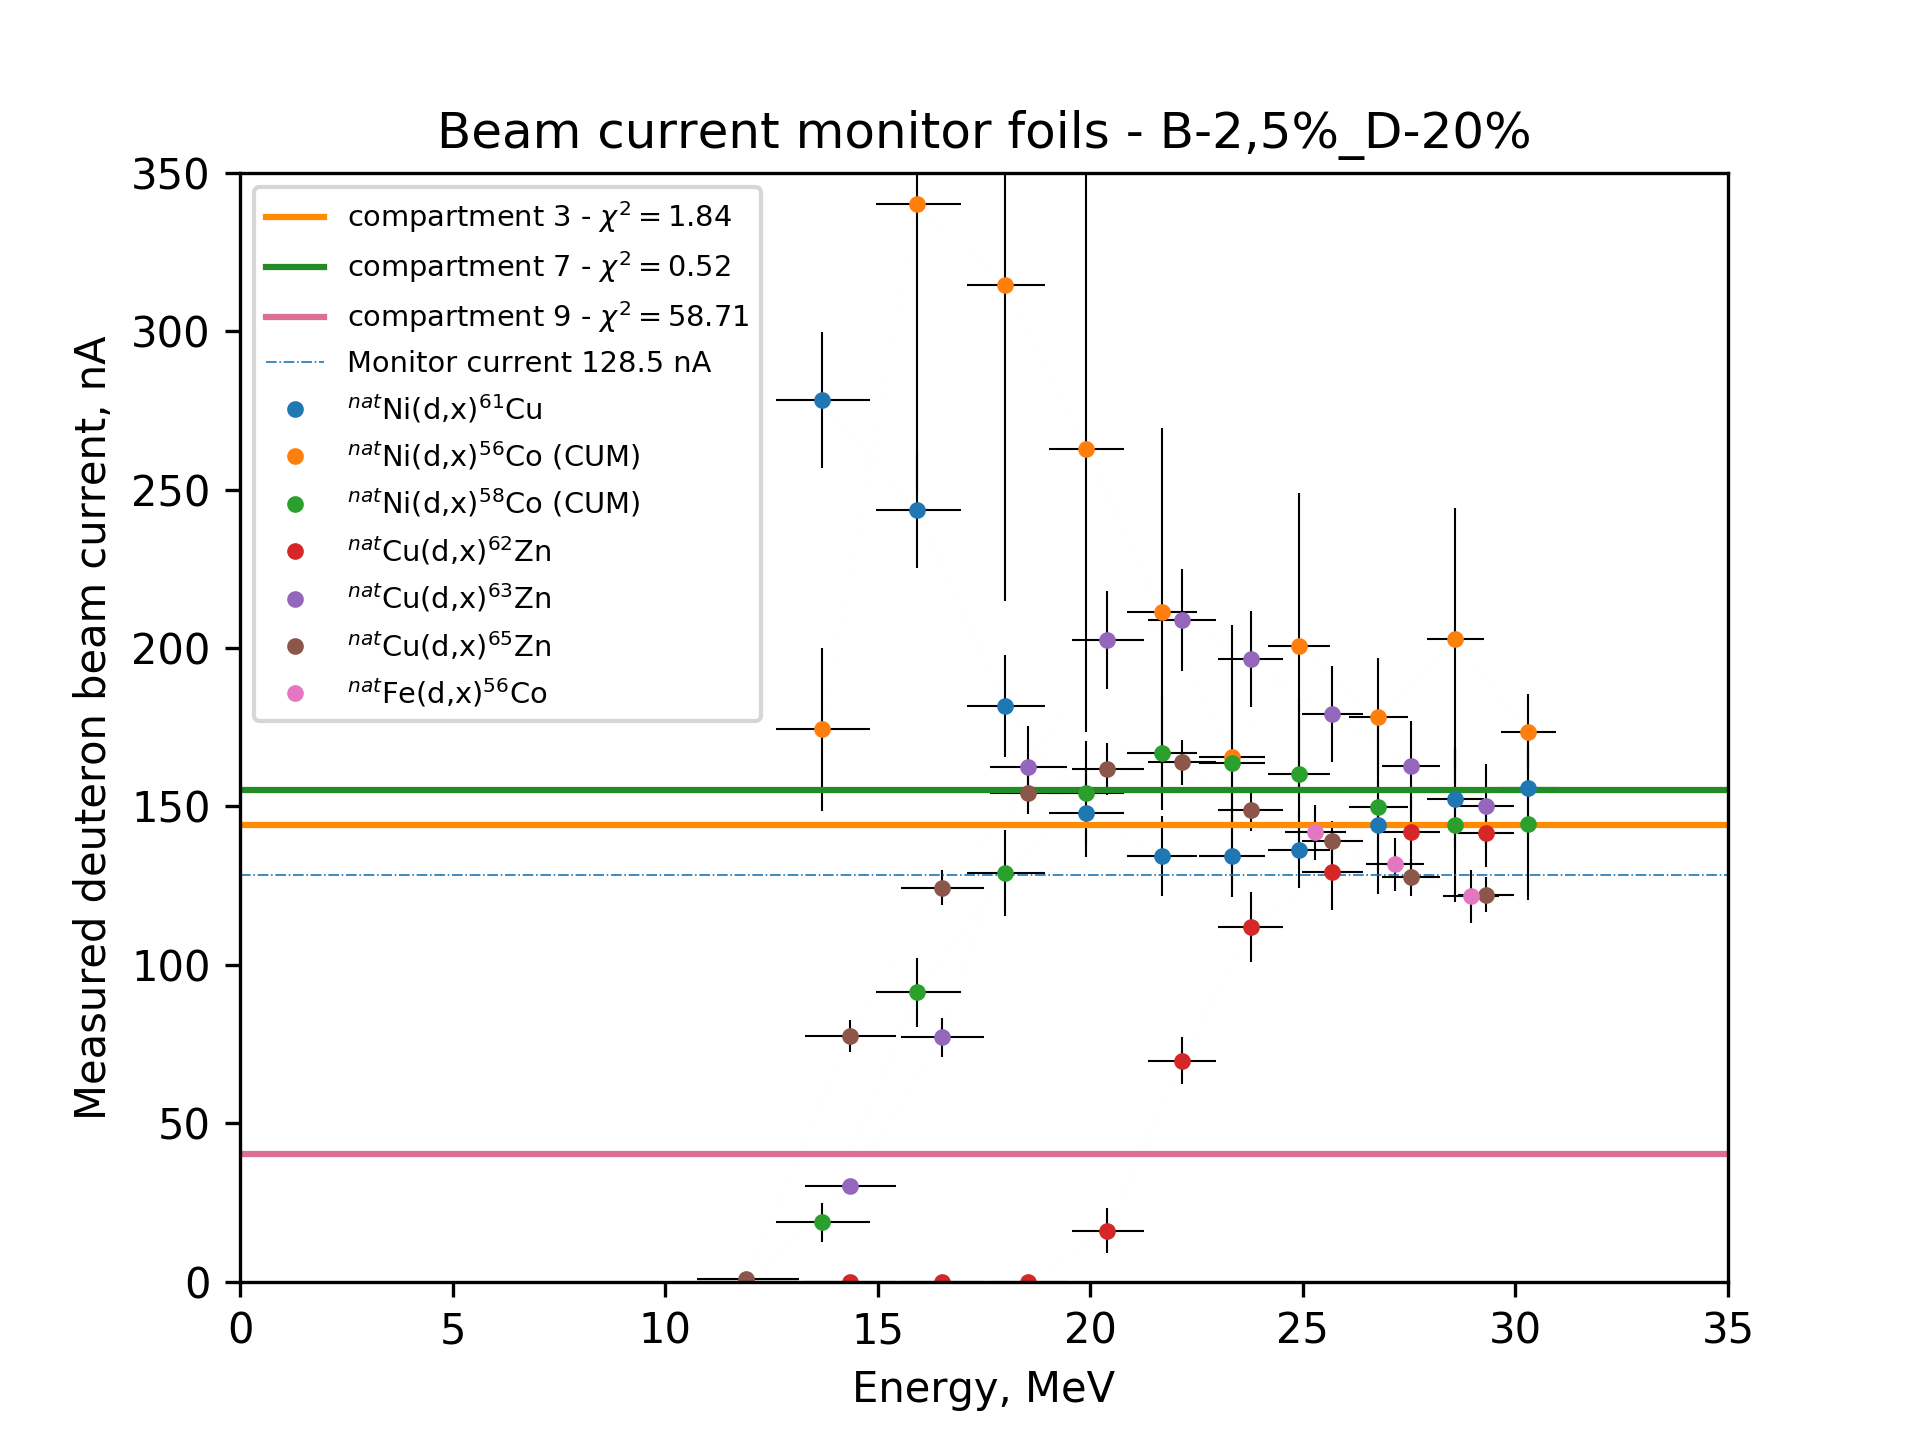 Beam current monitor foils - B-2,5%_D-20%
compartment 3 - χ² = 1.84
compartment 7 - χ² = 0.52
compartment 9 - χ² = 58.71
Monitor current 128.5 nA
ⁿᵃᵗNi(d,x)⁶¹Cu
ⁿᵃᵗNi(d,x)⁵⁶Co (CUM)
ⁿᵃᵗNi(d,x)⁵⁸Co (CUM)
ⁿᵃᵗCu(d,x)⁶²Zn
ⁿᵃᵗCu(d,x)⁶³Zn
ⁿᵃᵗCu(d,x)⁶⁵Zn
ⁿᵃᵗFe(d,x)⁵⁶Co
Measured deuteron beam current, nA
350
300
250
200
150
100
50
0
0 5 10 15 20 25 30 35
Energy, MeV